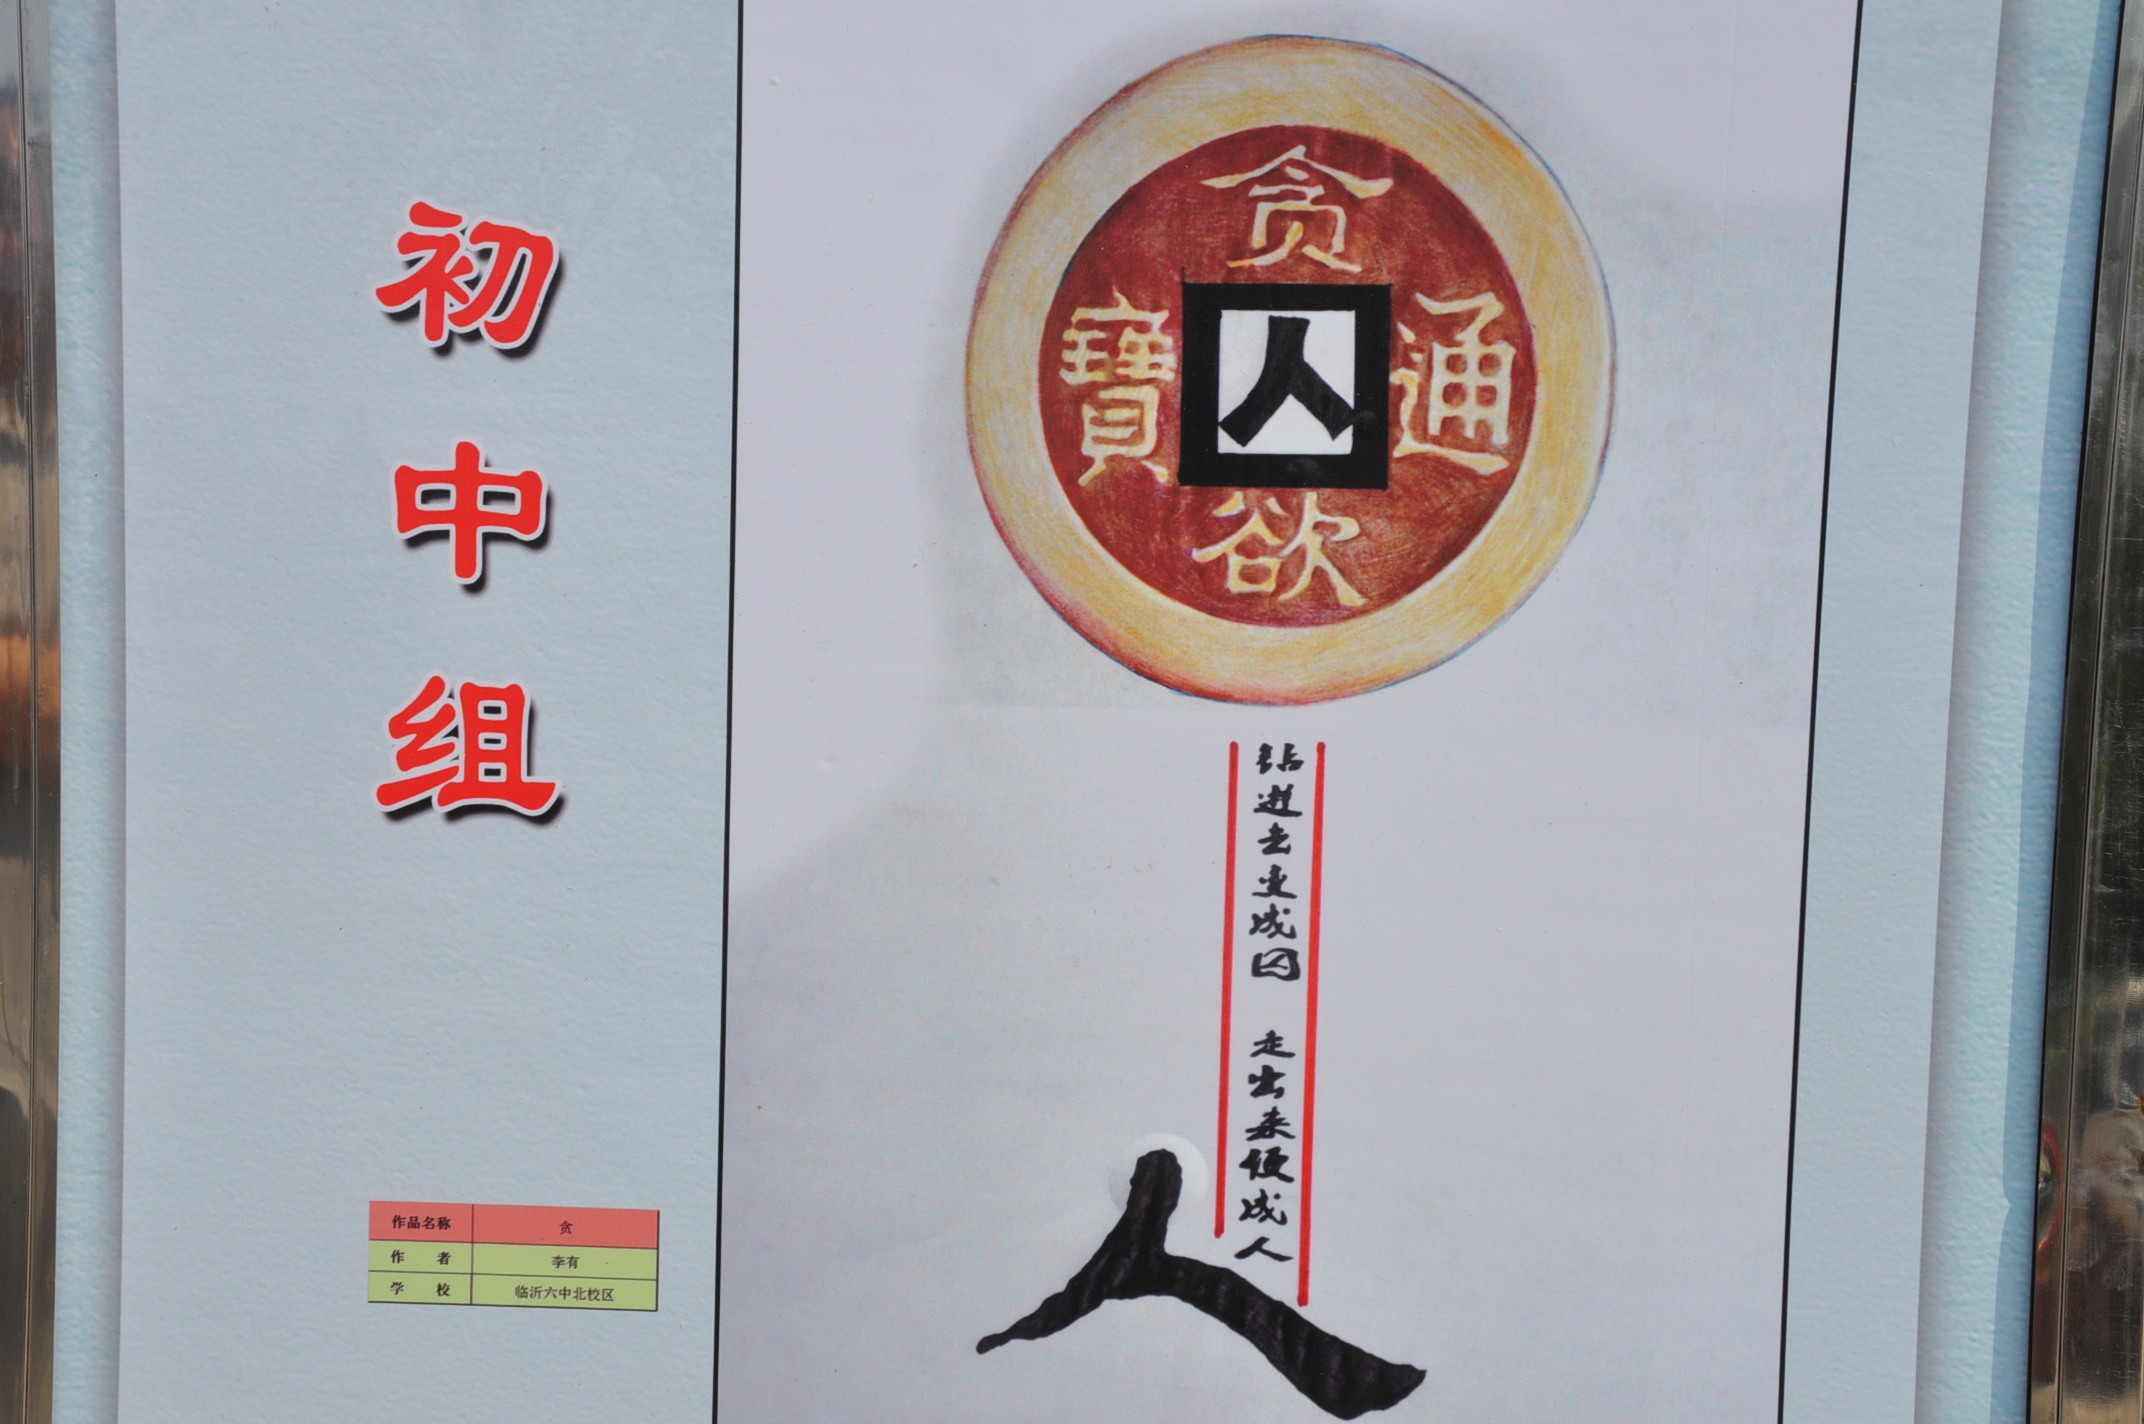 初中组
贪欲通寶
人
钻进去变成囚 走出来便成人
人
作品名称 贪
作者 李有
学校 临沂六中北校区